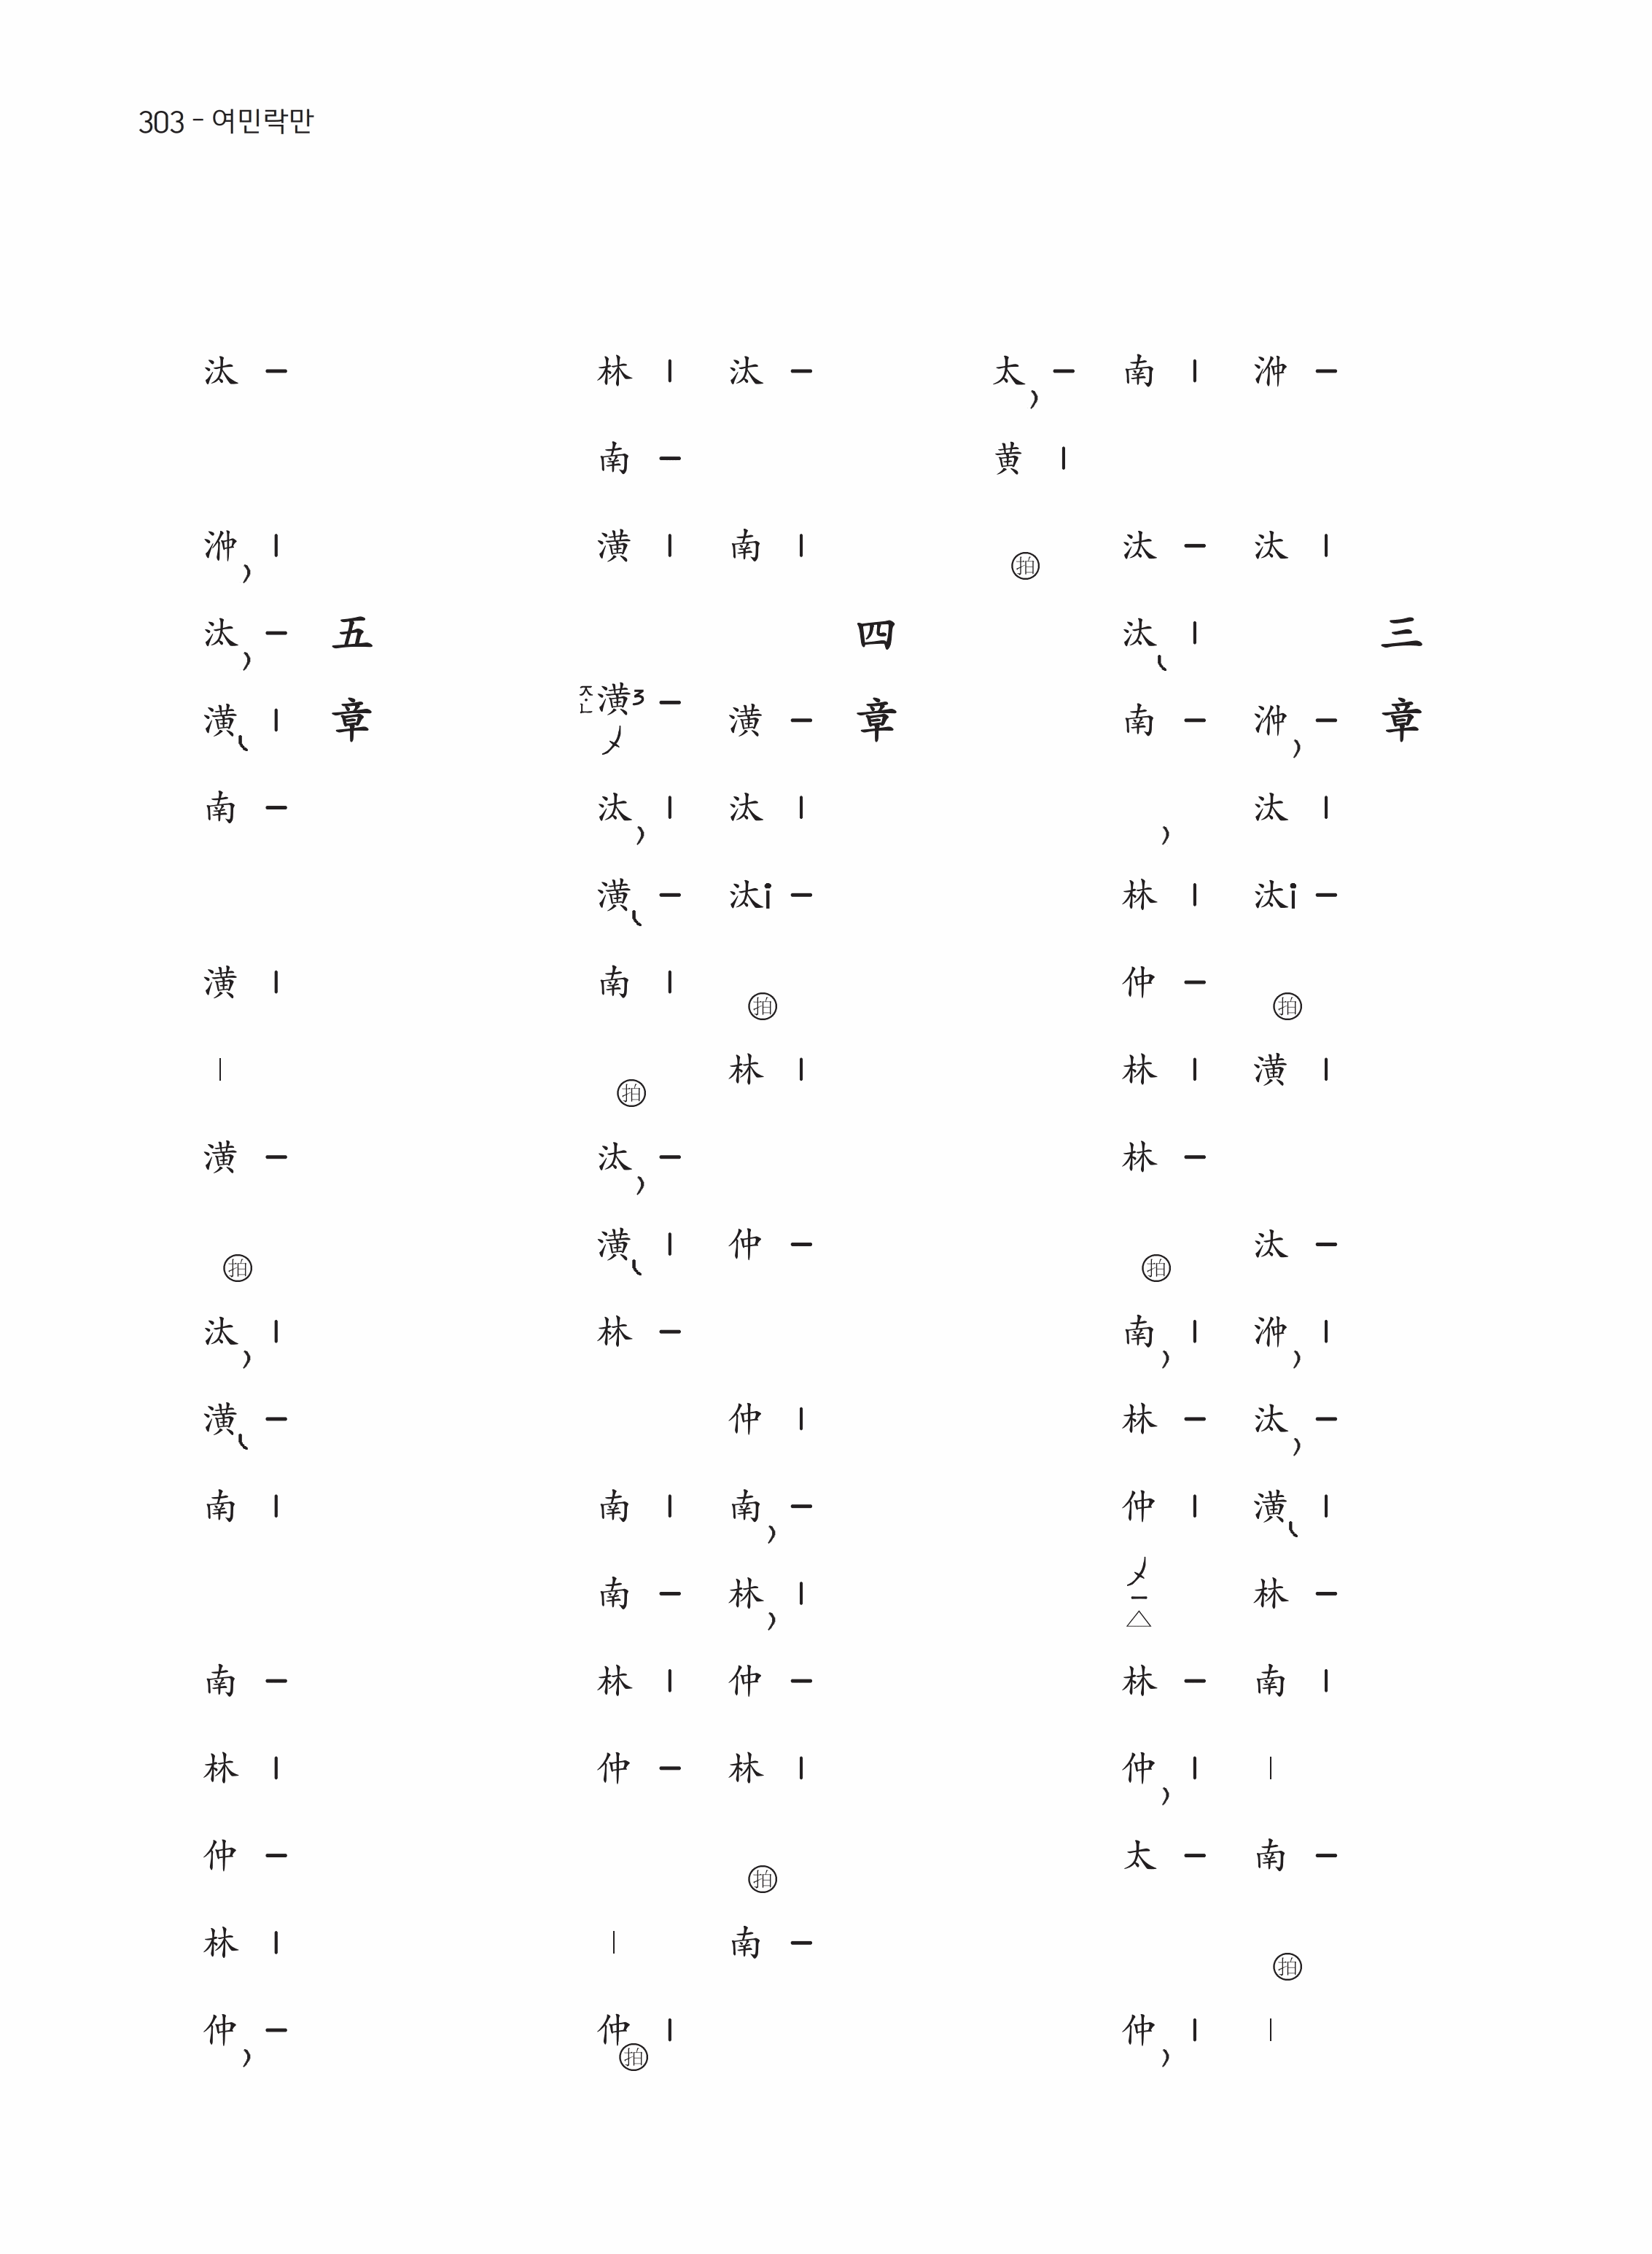 303 - 여민락만
三章
㳞 汰 㳞 汰 汰i 拍 潢 汰 㳞 汰 潢 林 南 南 拍
南 汰 汰 南 林 仲 林 林 拍 南 林 仲 林 仲 太 仲
太 黄 拍
四章
汰 南 潢 汰 汰i 拍 林 仲 仲 南 林 仲 林 拍 南
林 南 潢 潢3 汰 潢 南 拍 汰 潢 林 南 南 林 仲 仲 拍
五章
汰 㳞 汰 潢 南 潢 潢 拍 汰 潢 南 南 林 仲 林 仲